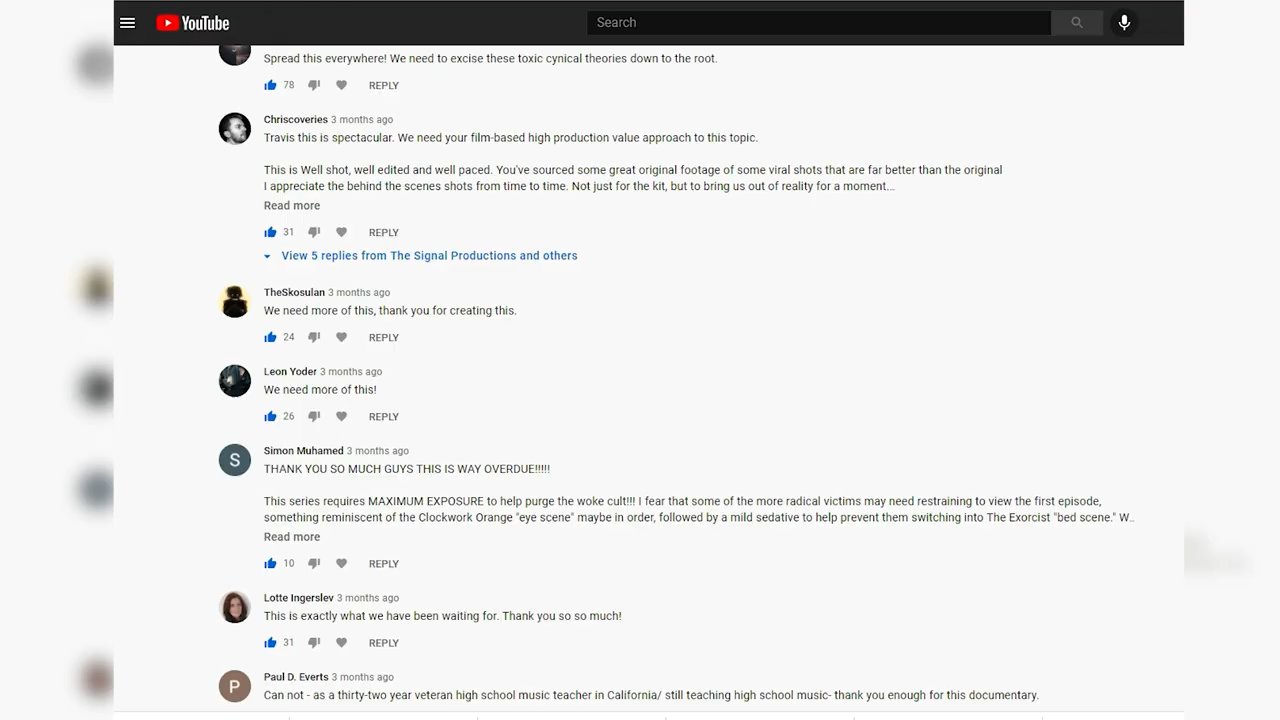 YouTube
Search
Spread this everywhere! We need to excise these toxic cynical theories down to the root.
78 REPLY
Chriscoveries 3 months ago
Travis this is spectacular. We need your film-based high production value approach to this topic.
This is Well shot, well edited and well paced. You've sourced some great original footage of some viral shots that are far better than the original
I appreciate the behind the scenes shots from time to time. Not just for the kit, but to bring us out of reality for a moment...
Read more
31 REPLY
View 5 replies from The Signal Productions and others
TheSkosulan 3 months ago
We need more of this, thank you for creating this.
24 REPLY
Leon Yoder 3 months ago
We need more of this!
26 REPLY
S
Simon Muhamed 3 months ago
THANK YOU SO MUCH GUYS THIS IS WAY OVERDUE!!!!!
This series requires MAXIMUM EXPOSURE to help purge the woke cult!!! I fear that some of the more radical victims may need restraining to view the first episode,
something reminiscent of the Clockwork Orange "eye scene" maybe in order, followed by a mild sedative to help prevent them switching into The Exorcist "bed scene." W...
Read more
10 REPLY
Lotte Ingerslev 3 months ago
This is exactly what we have been waiting for. Thank you so so much!
31 REPLY
P
Paul D. Everts 3 months ago
Can not - as a thirty-two year veteran high school music teacher in California/ still teaching high school music- thank you enough for this documentary.